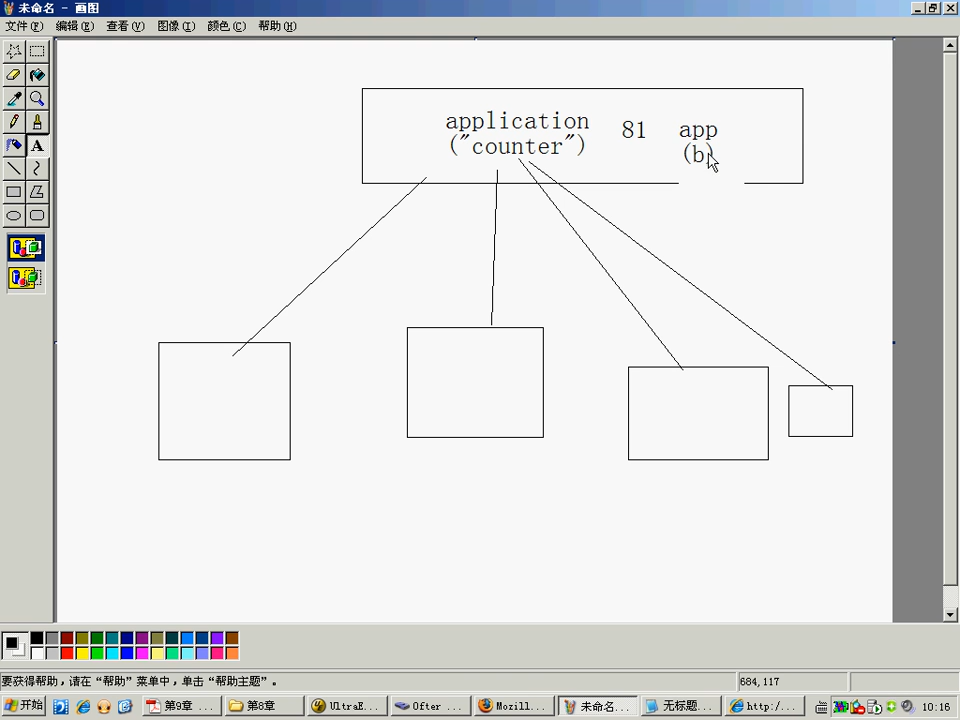 未命名 - 画图
文件(F) 编辑(E) 查看(V) 图像(I) 颜色(C) 帮助(H)
application
("counter")
81
app
(b)
A
要获得帮助，请在“帮助”菜单中，单击“帮助主题”。
684,117
开始
第9章 ...
第8章
UltraE...
Ofter ...
Mozill...
未命名...
无标题...
http:/...
10:16